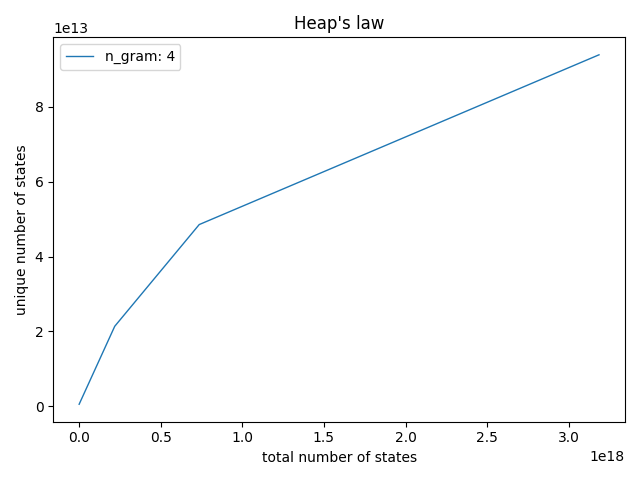 Heap's law
1e13
n_gram: 4
8
6
4
2
0
unique number of states
0.0 0.5 1.0 1.5 2.0 2.5 3.0
total number of states
1e18